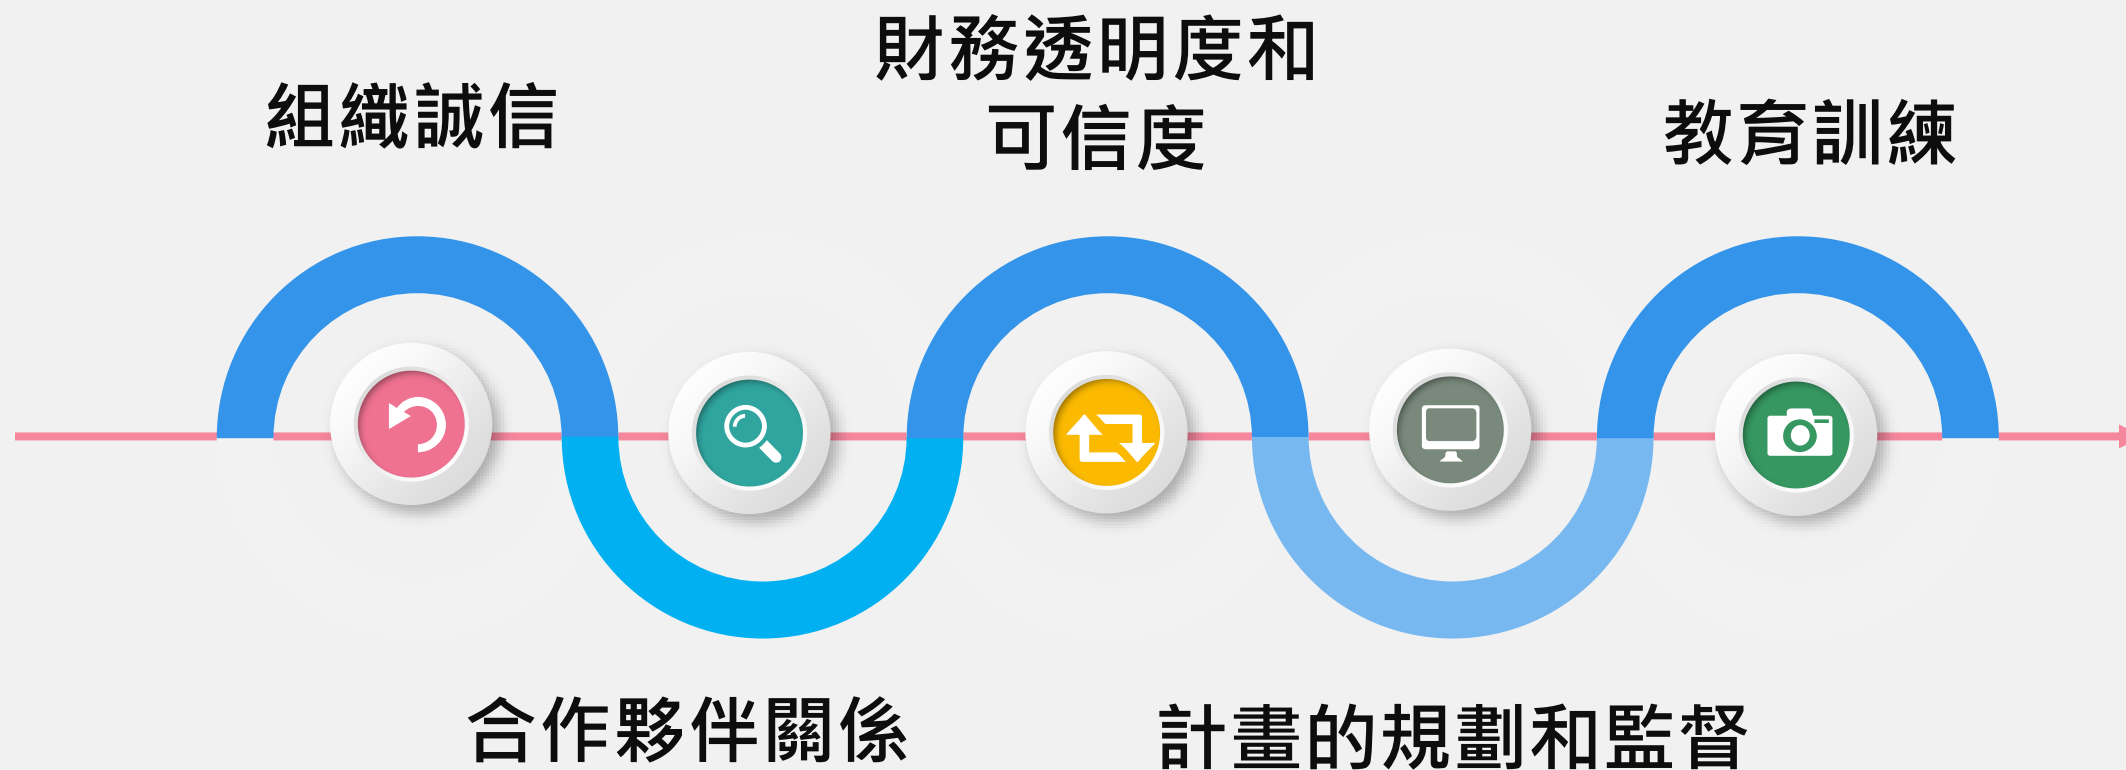 組織誠信
財務透明度和
可信度
教育訓練
合作夥伴關係
計畫的規劃和監督